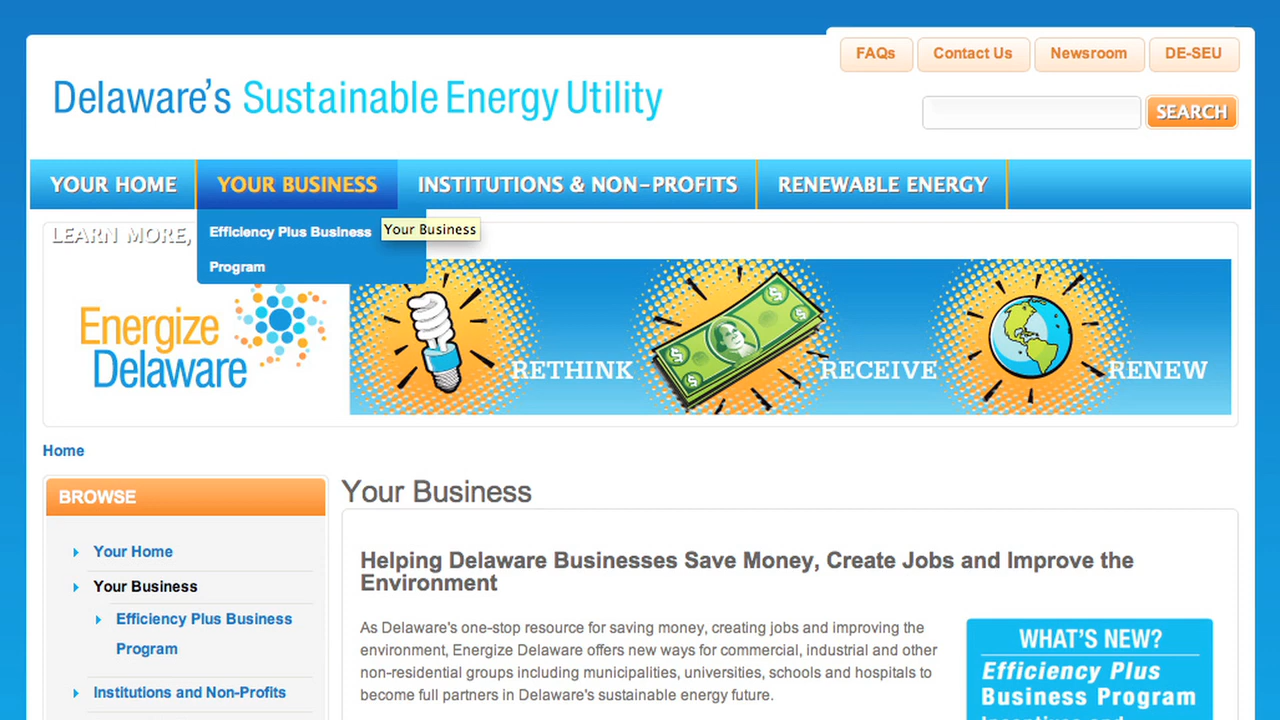 FAQs
Contact Us
Newsroom
DE-SEU
Delaware's Sustainable Energy Utility
SEARCH
YOUR HOME
YOUR BUSINESS
INSTITUTIONS & NON-PROFITS
RENEWABLE ENERGY
LEARN MORE,
Efficiency Plus Business
Program
Your Business
Energize
Delaware
RETHINK
RECEIVE
RENEW
Home
BROWSE
Your Home
Your Business
Efficiency Plus Business
Program
Institutions and Non-Profits
Your Business
Helping Delaware Businesses Save Money, Create Jobs and Improve the
Environment
As Delaware's one-stop resource for saving money, creating jobs and improving the
environment, Energize Delaware offers new ways for commercial, industrial and other
non-residential groups including municipalities, universities, schools and hospitals to
become full partners in Delaware's sustainable energy future.
WHAT'S NEW?
Efficiency Plus
Business Program
Incentives and